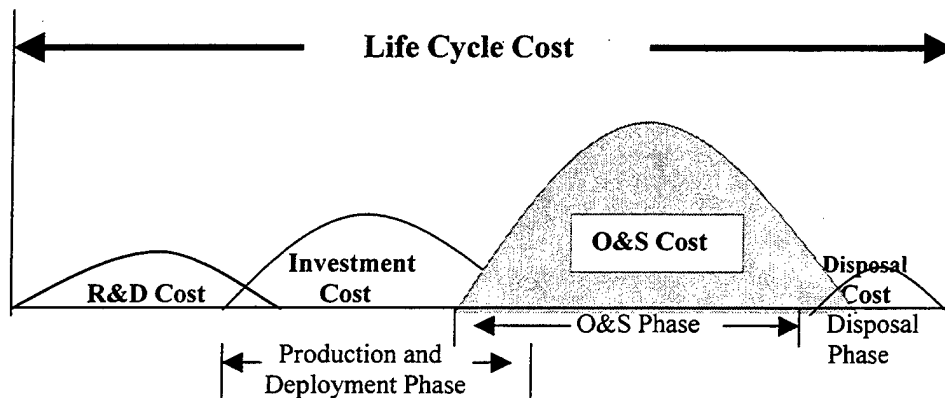 Life Cycle Cost
R&D Cost
Investment
Cost
O&S Cost
Disposal
Cost
O&S Phase
Disposal
Phase
Production and
Deployment Phase